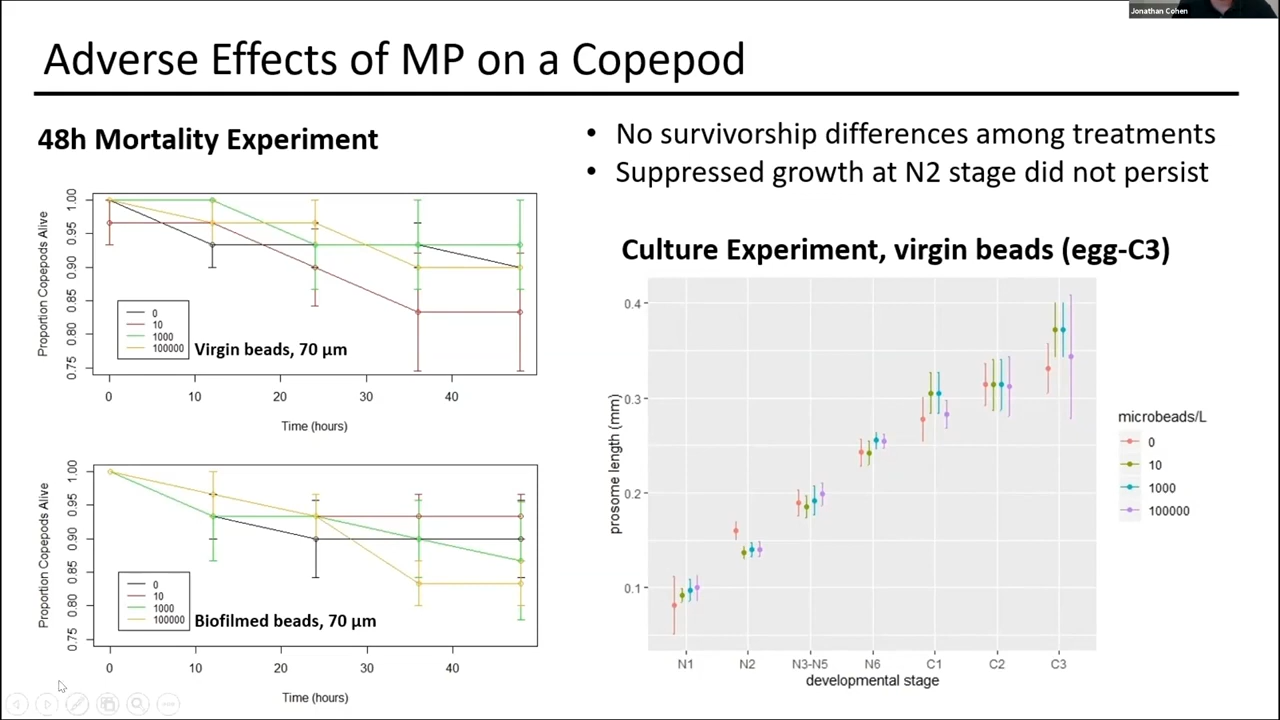 Jonathan Cohen
Adverse Effects of MP on a Copepod
48h Mortality Experiment
• No survivorship differences among treatments
• Suppressed growth at N2 stage did not persist
Proportion Copepods Alive
1.00
0.95
0.90
0.85
0.80
0.75
0
10
1000
100000
Virgin beads, 70 µm
0 10 20 30 40
Time (hours)
Proportion Copepods Alive
1.00
0.95
0.90
0.85
0.80
0.75
0
10
1000
100000
Biofilmed beads, 70 µm
0 10 20 30 40
Time (hours)
Culture Experiment, virgin beads (egg-C3)
prosome length (mm)
0.4
0.3
0.2
0.1
N1 N2 N3-N5 N6 C1 C2 C3
developmental stage
microbeads/L
0
10
1000
100000